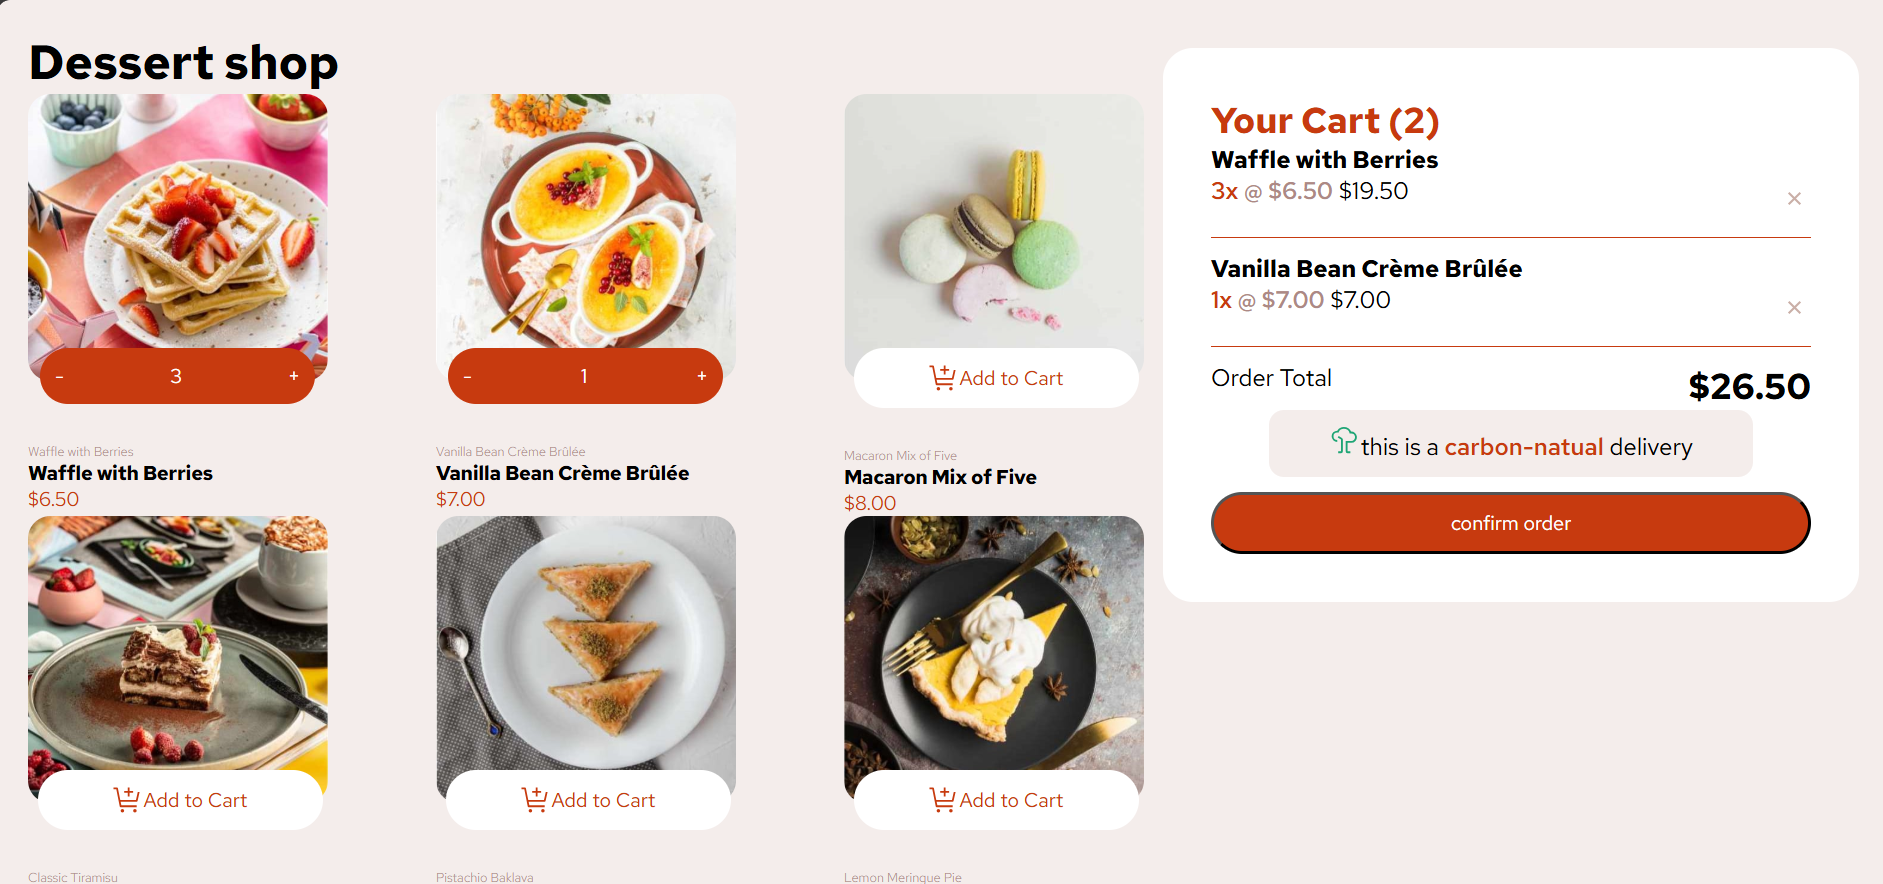 Dessert shop
- 3 +
- 1 +
Add to Cart
Waffle with Berries
Waffle with Berries
$6.50
Vanilla Bean Crème Brûlée
Vanilla Bean Crème Brûlée
$7.00
Macaron Mix of Five
Macaron Mix of Five
$8.00
Add to Cart
Add to Cart
Add to Cart
Classic Tiramisu
Pistachio Baklava
Lemon Meringue Pie
Your Cart (2)
Waffle with Berries
3x @ $6.50 $19.50
×
Vanilla Bean Crème Brûlée
1x @ $7.00 $7.00
×
Order Total
$26.50
this is a carbon-natual delivery
confirm order